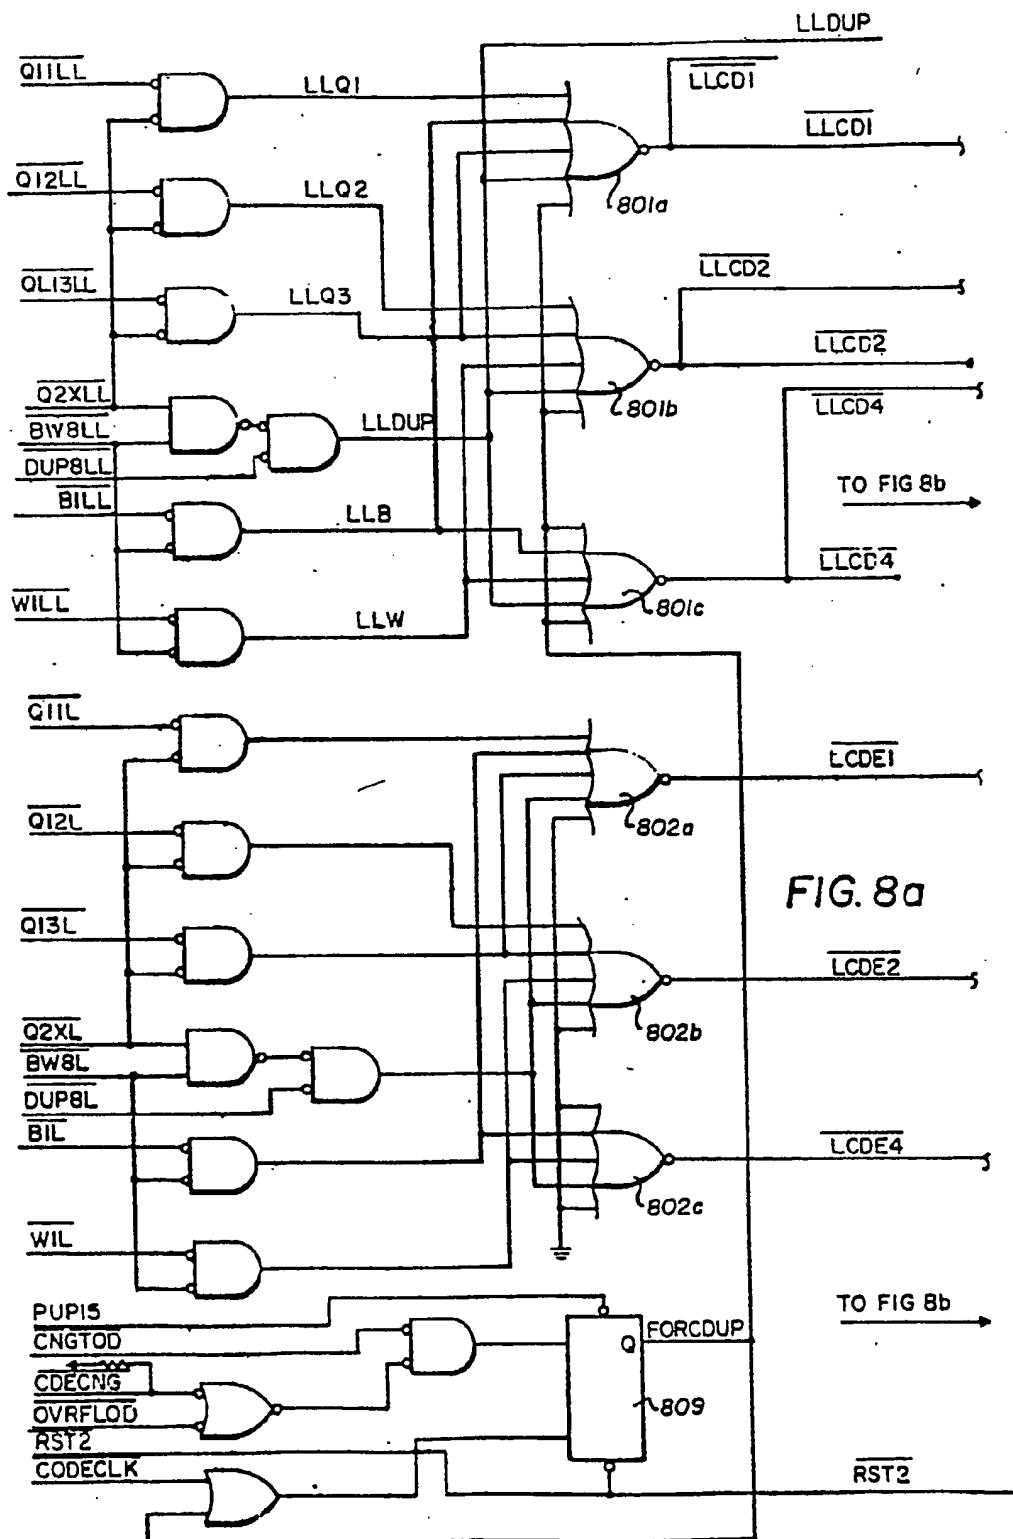 LLDUP
Q11LL
LLQ1
LLCD1
LLCD1
801a
Q12LL
LLQ2
LLCD2
QL13LL
LLQ3
LLCD2
Q2XLL
LLCD4
801b
BW8LL
LLDUP
DUP8LL
TO FIG 8b
B1LL
LLB
LLCD4
801c
W1LL
LLW
Q11L
LCDE1
802a
Q12L
FIG. 8a
Q13L
LCDE2
Q2XL
802b
BW8L
DUP8L
B1L
LCDE4
802c
W1L
PUP15
TO FIG 8b
CNGTOD
Q
FORCDUP
CDECNG
809
OVRFLOD
RST2
CODECLK
RST2